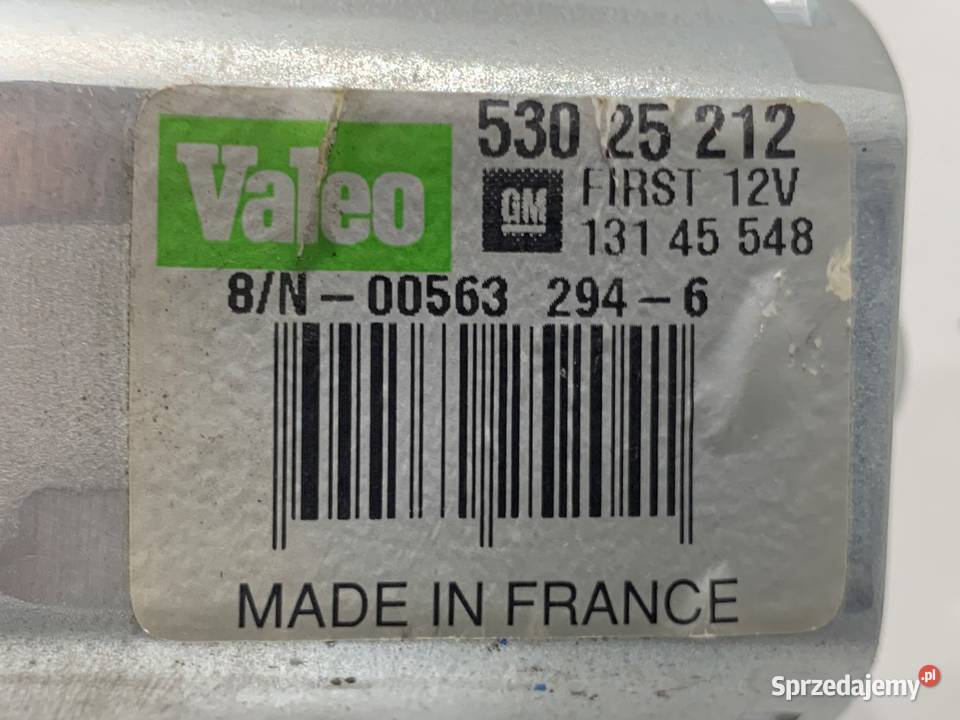 Valeo
530 25 212
GM
FIRST 12V
131 45 548
8/N-00563 294-6
MADE IN FRANCE
Sprzedajemy.pl